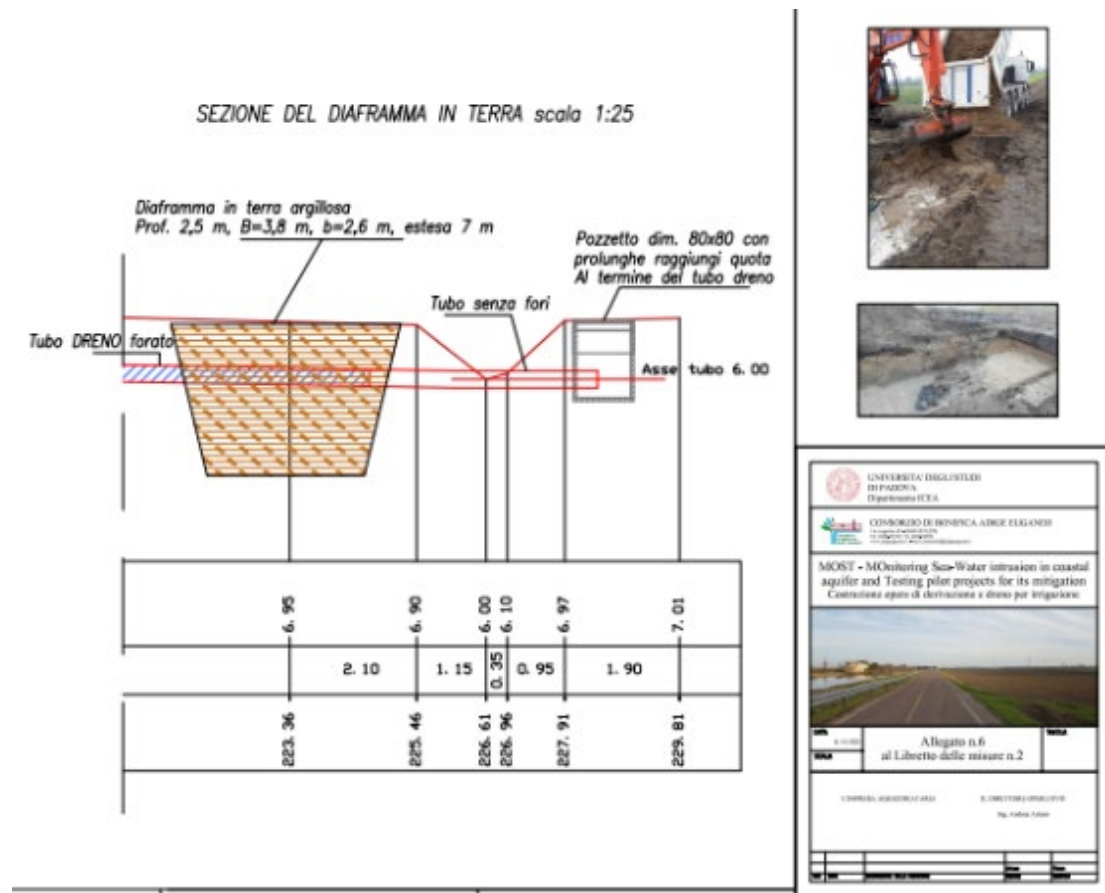 SEZIONE DEL DIAFRAMMA IN TERRA scala 1:25
Diaframma in terra argillosa
Prof. 2,5 m, B=3,8 m, b=2,6 m, estesa 7 m
Pozzetto dim. 80x80 con
prolunghe raggiungi quota
Al termine del tubo dreno
Tubo senza fori
Tubo DRENO forato
Asse tubo 6.00
6.95
6.90
6.00
6.10
6.97
7.01
2.10
1.15
0.35
0.95
1.90
223.36
225.46
226.61
226.96
227.91
229.81
UNIVERSITA' DEGLI STUDI
DI PADOVA
Dipartimento ICEA
CONSORZIO DI BONIFICA ADIGE EUGANEO
MOST - MOnitoring Sea-Water intrusion in coastal
aquifer and Testing pilot projects for its mitigation
Costruzione opere di derivazione e dreno per irrigazione
DATA
TAVOLA
SCALA
Allegato n.6
al Libretto delle misure n.2